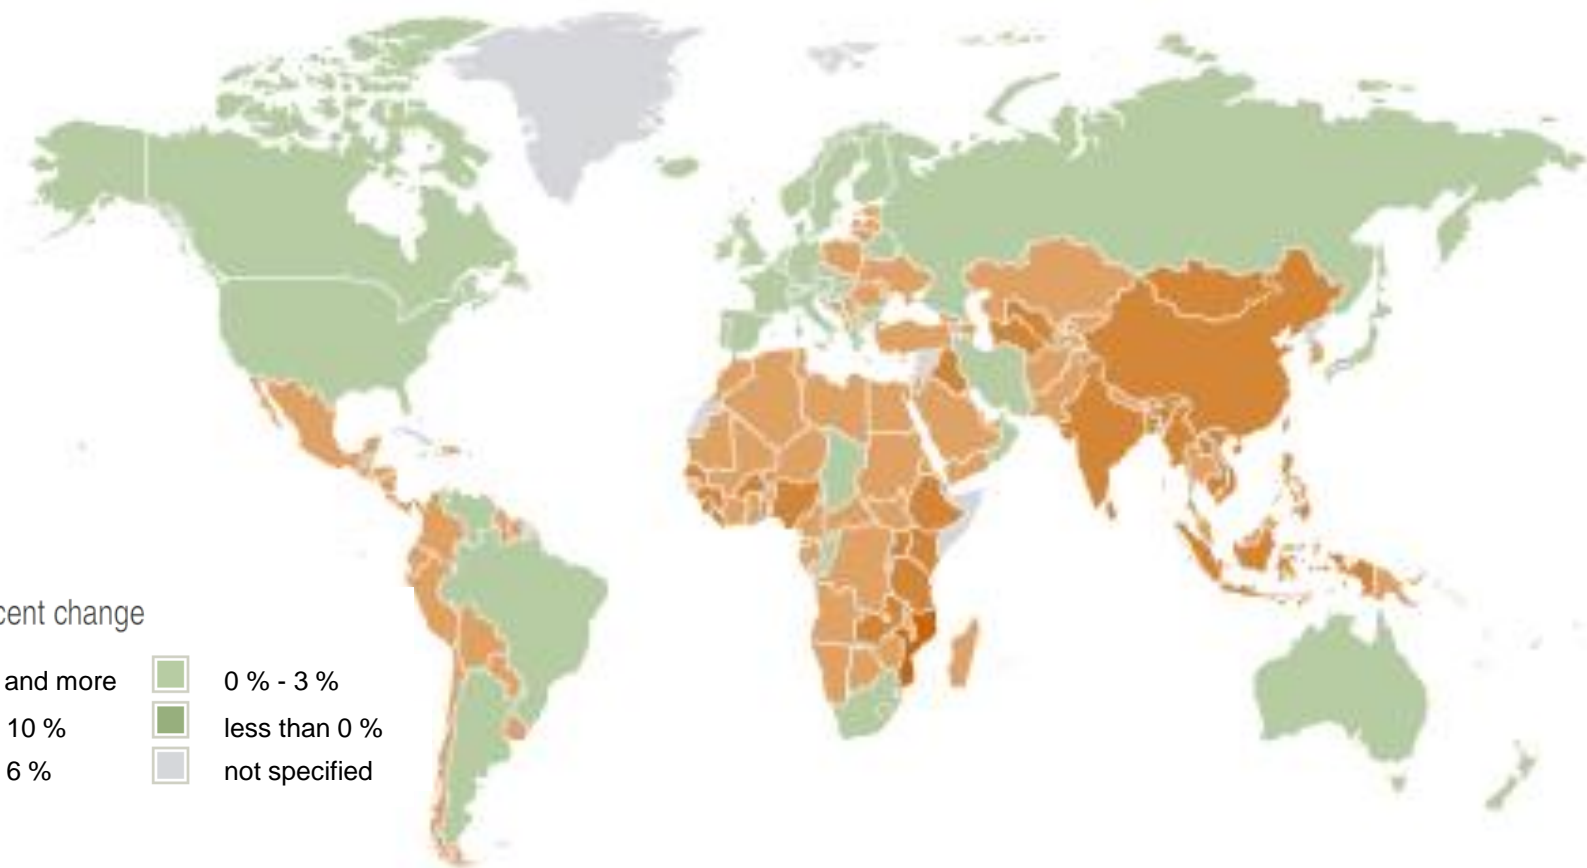 cent change
and more
0 % - 3 %
10 %
less than 0 %
6 %
not specified